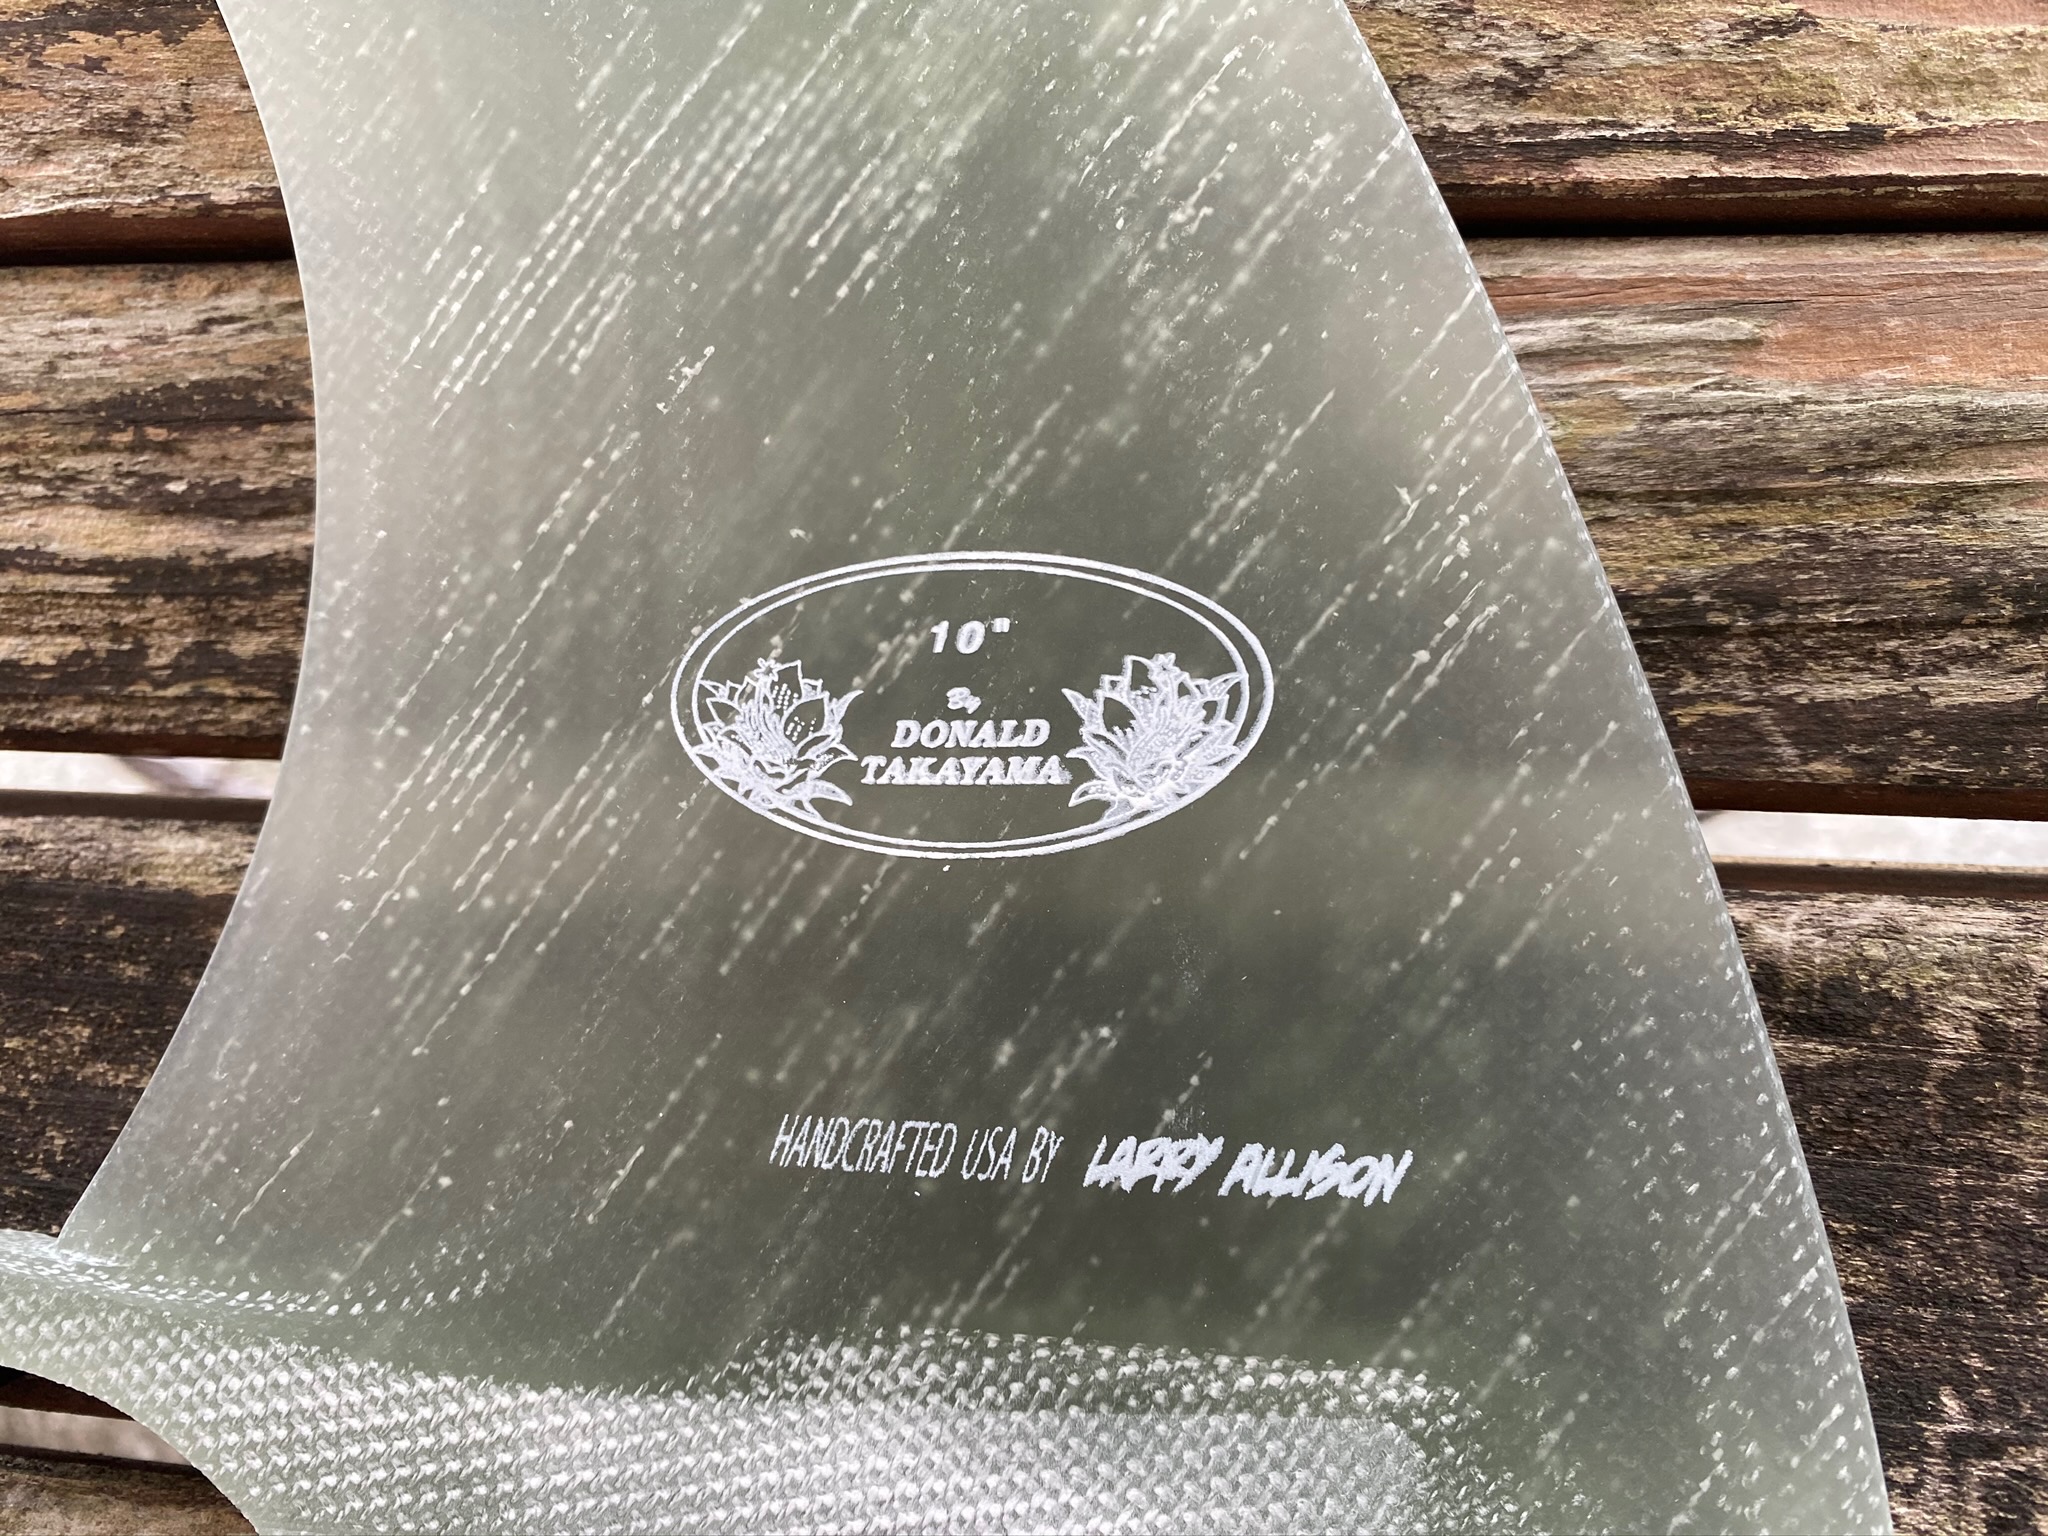 10"
By
DONALD
TAKAYAMA
HANDCRAFTED USA BY LARRY ALLISON